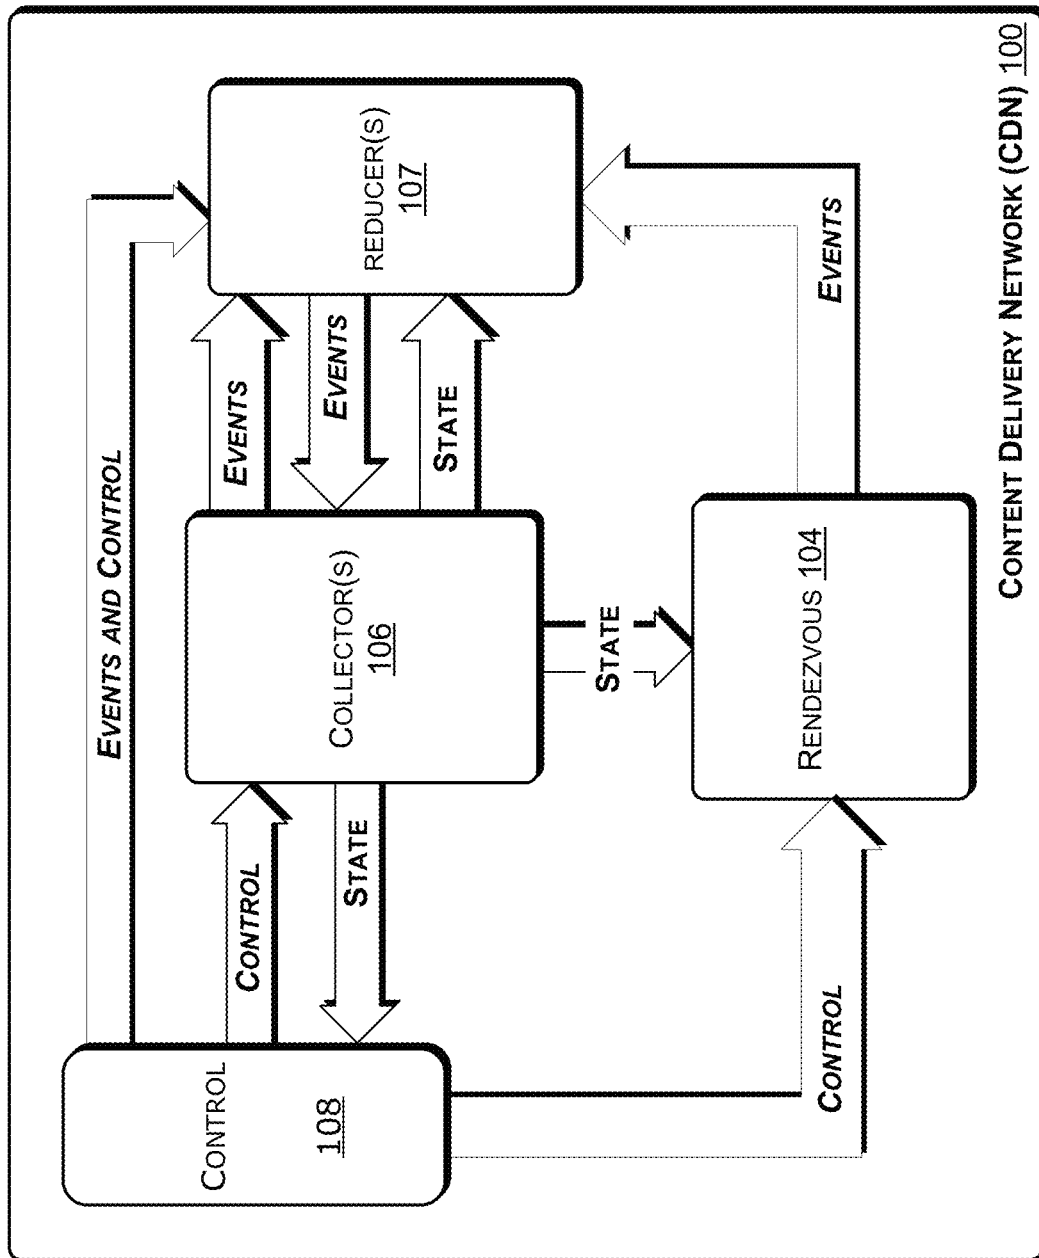 EVENTS AND CONTROL
CONTROL
108
CONTROL
STATE
COLLECTOR(S)
106
EVENTS
EVENTS
STATE
REDUCER(S)
107
STATE
CONTROL
RENDEZVOUS 104
EVENTS
CONTENT DELIVERY NETWORK (CDN) 100